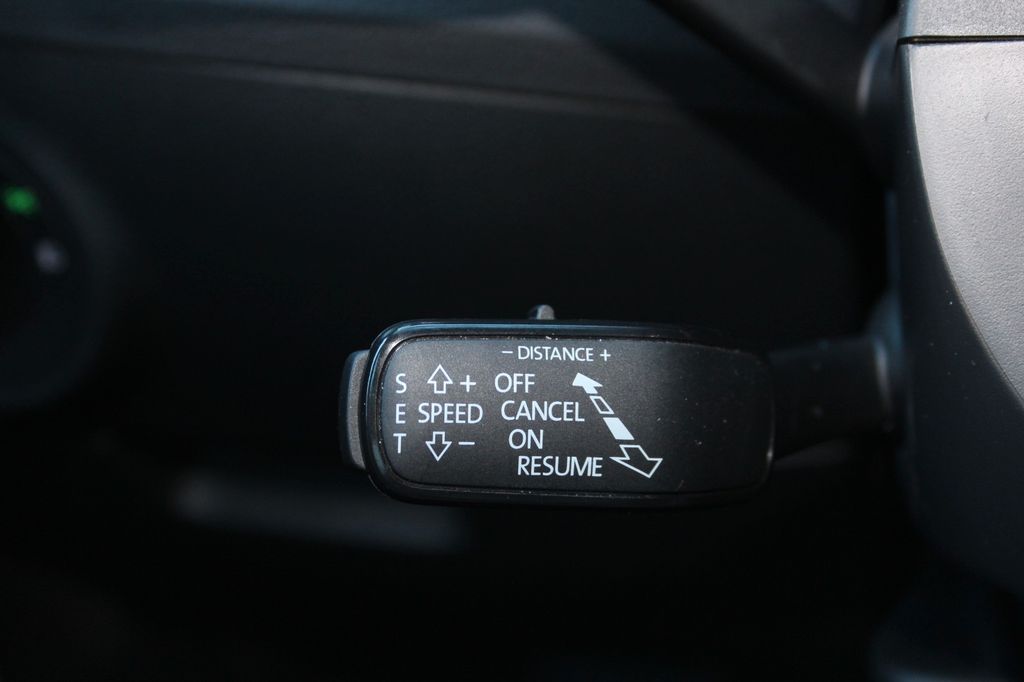 – DISTANCE +
S + OFF
E SPEED CANCEL
T – ON
RESUME